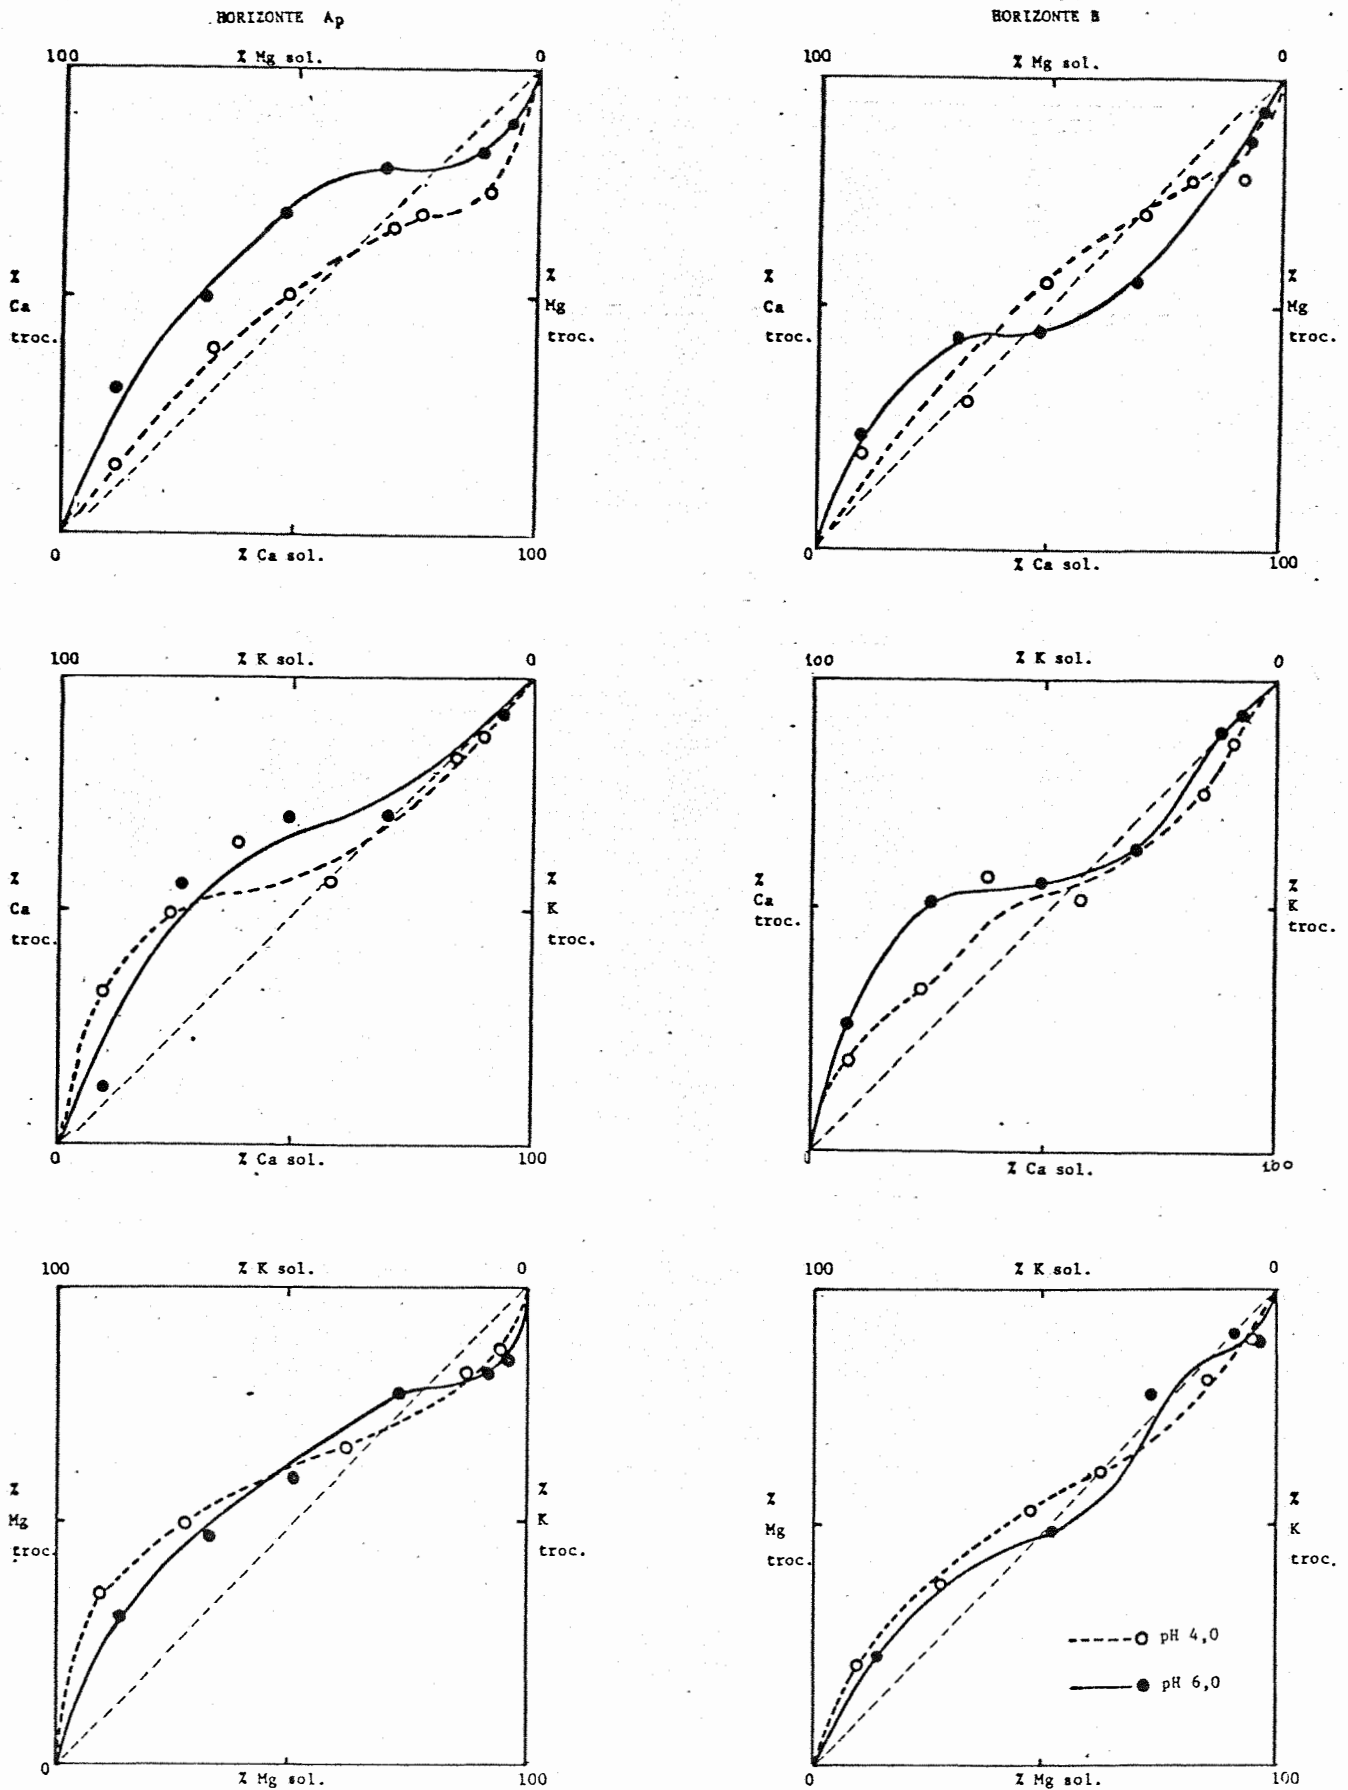 HORIZONTE Ap
HORIZONTE B
100 % Mg sol. 0
100 % Mg sol. 0
% Ca troc.
% Mg troc.
% Ca troc.
% Mg troc.
0 % Ca sol. 100
0 % Ca sol. 100
100 % K sol. 0
100 % K sol. 0
% Ca troc.
% K troc.
% Ca troc.
% K troc.
0 % Ca sol. 100
0 % Ca sol. 100
100 % K sol. 0
100 % K sol. 0
% Mg troc.
% K troc.
% Mg troc.
% K troc.
pH 4,0
pH 6,0
0 % Mg sol. 100
0 % Mg sol. 100